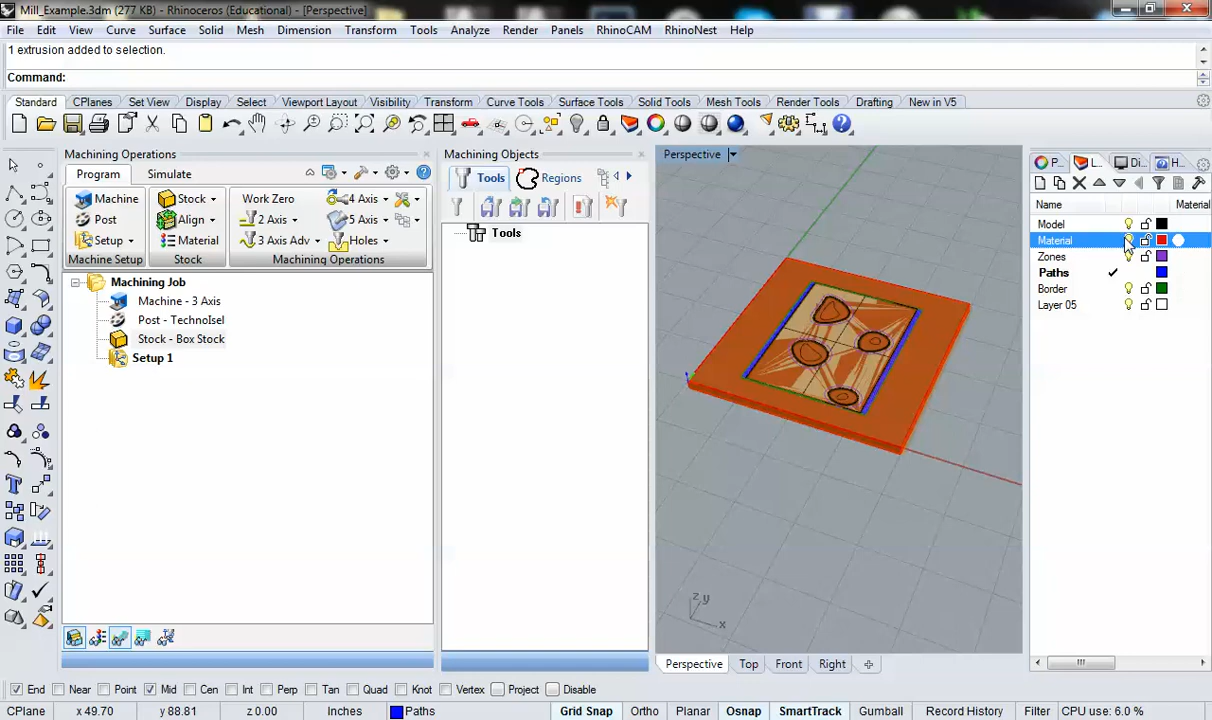 Mill_Example.3dm (277 KB) - Rhinoceros (Educational) - [Perspective]
File Edit View Curve Surface Solid Mesh Dimension Transform Tools Analyze Render Panels RhinoCAM RhinoNest Help
1 extrusion added to selection.
Command:
Standard CPlanes Set View Display Select Viewport Layout Visibility Transform Curve Tools Surface Tools Solid Tools Mesh Tools Render Tools Drafting New in V5
Machining Operations
Program Simulate
Machine Stock Work Zero 4 Axis
Post Align 2 Axis 5 Axis
Setup Material 3 Axis Adv Holes
Machine Setup Stock Machining Operations
Machining Job
Machine - 3 Axis
Post - TechnoIsel
Stock - Box Stock
Setup 1
Machining Objects
Tools Regions
Tools
Perspective
z y
x
P... L... Di... H...
Name Material
Model
Material
Zones
Paths
Border
Layer 05
Perspective Top Front Right
End Near Point Mid Cen Int Perp Tan Quad Knot Vertex Project Disable
CPlane x 49.70 y 88.81 z 0.00 Inches Paths Grid Snap Ortho Planar Osnap SmartTrack Gumball Record History Filter CPU use: 6.0 %